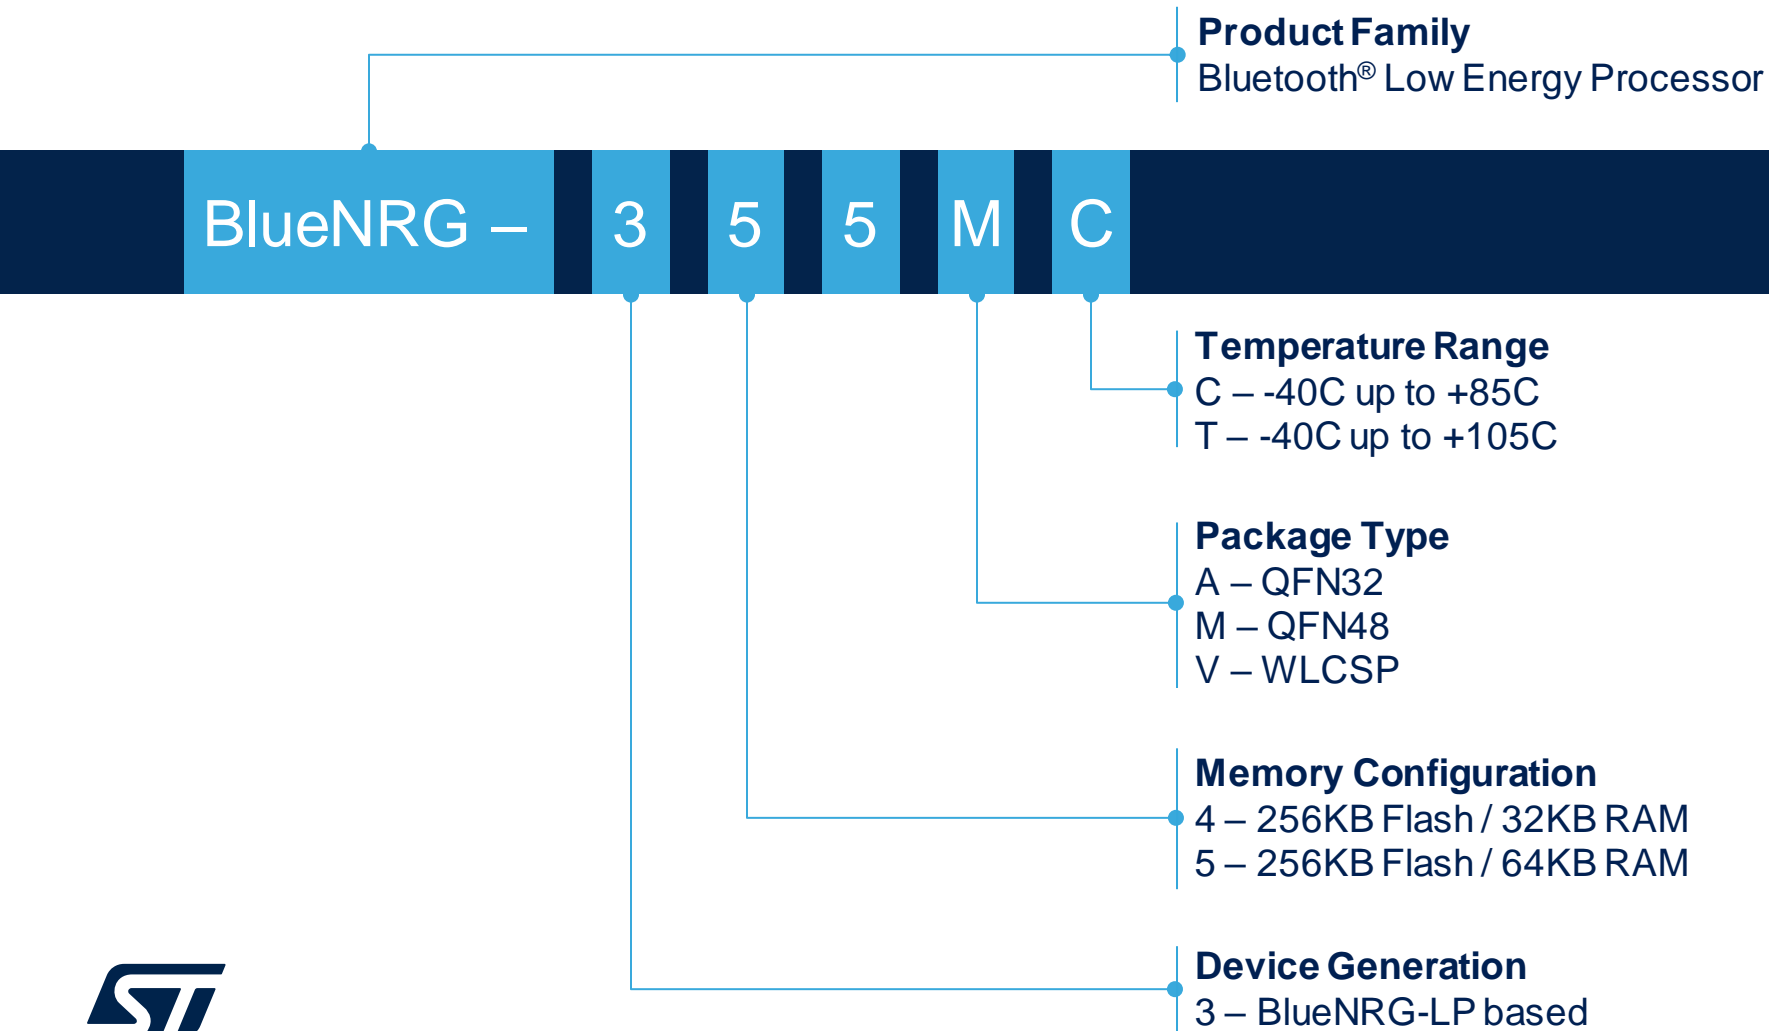 Product Family
Bluetooth® Low Energy Processor
BlueNRG – 3 5 5 M C
Temperature Range
C – -40C up to +85C
T – -40C up to +105C
Package Type
A – QFN32
M – QFN48
V – WLCSP
Memory Configuration
4 – 256KB Flash / 32KB RAM
5 – 256KB Flash / 64KB RAM
Device Generation
3 – BlueNRG-LP based
ST